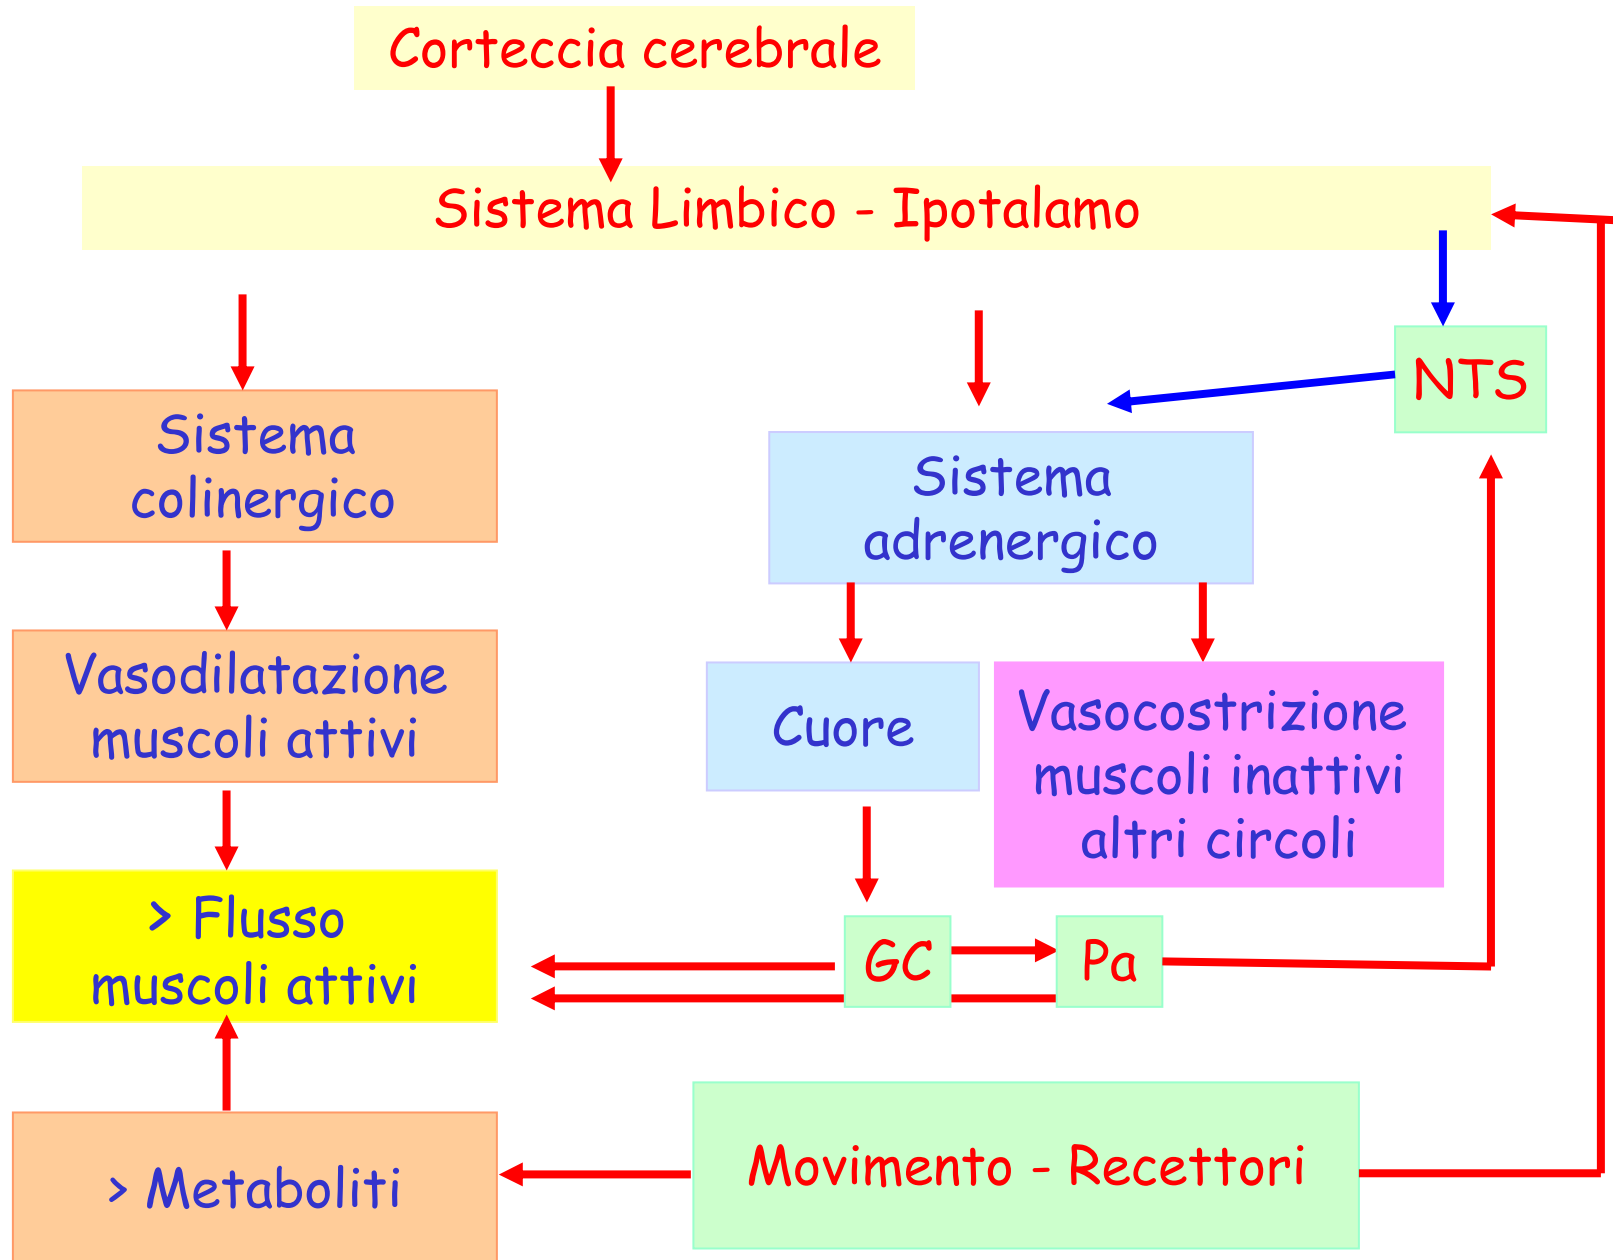 Corteccia cerebrale
Sistema Limbico - Ipotalamo
NTS
Sistema
colinergico
Sistema
adrenergico
Vasodilatazione
muscoli attivi
Cuore
Vasocostrizione
muscoli inattivi
altri circoli
> Flusso
muscoli attivi
GC
Pa
> Metaboliti
Movimento - Recettori